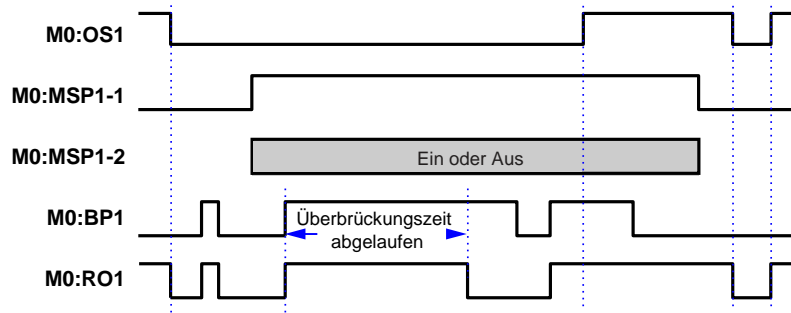 M0:OS1
M0:MSP1-1
M0:MSP1-2
Ein oder Aus
M0:BP1
Überbrückungszeit
abgelaufen
M0:RO1